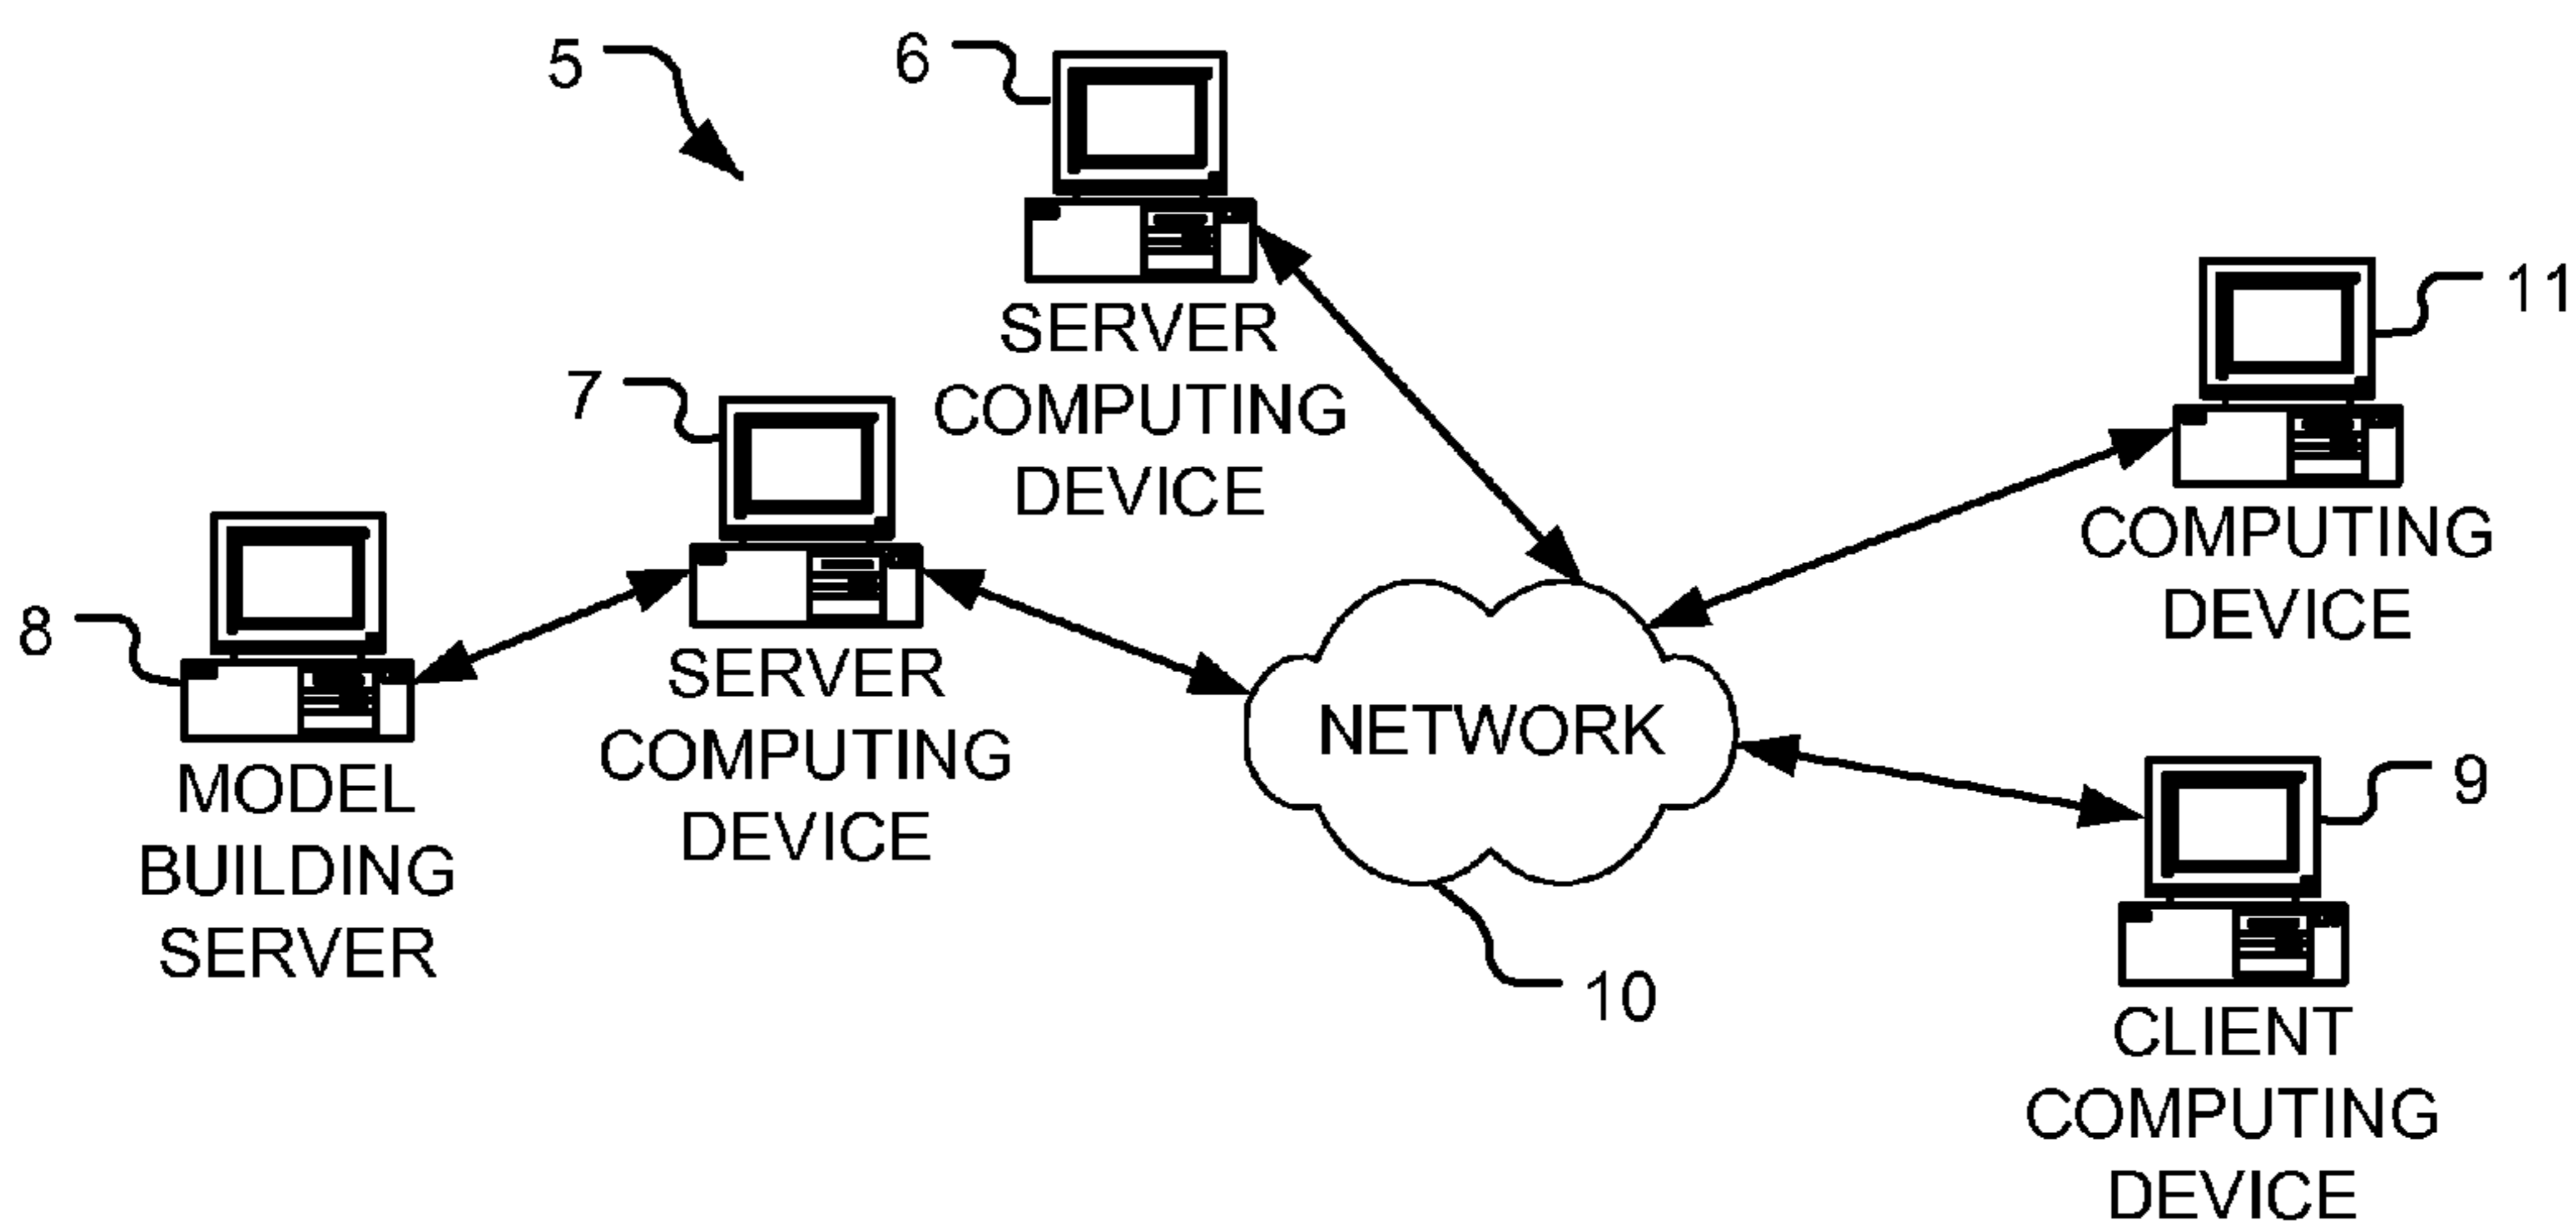 5
6
SERVER
COMPUTING
DEVICE
11
COMPUTING
DEVICE
7
SERVER
COMPUTING
DEVICE
8
MODEL
BUILDING
SERVER
NETWORK
10
9
CLIENT
COMPUTING
DEVICE